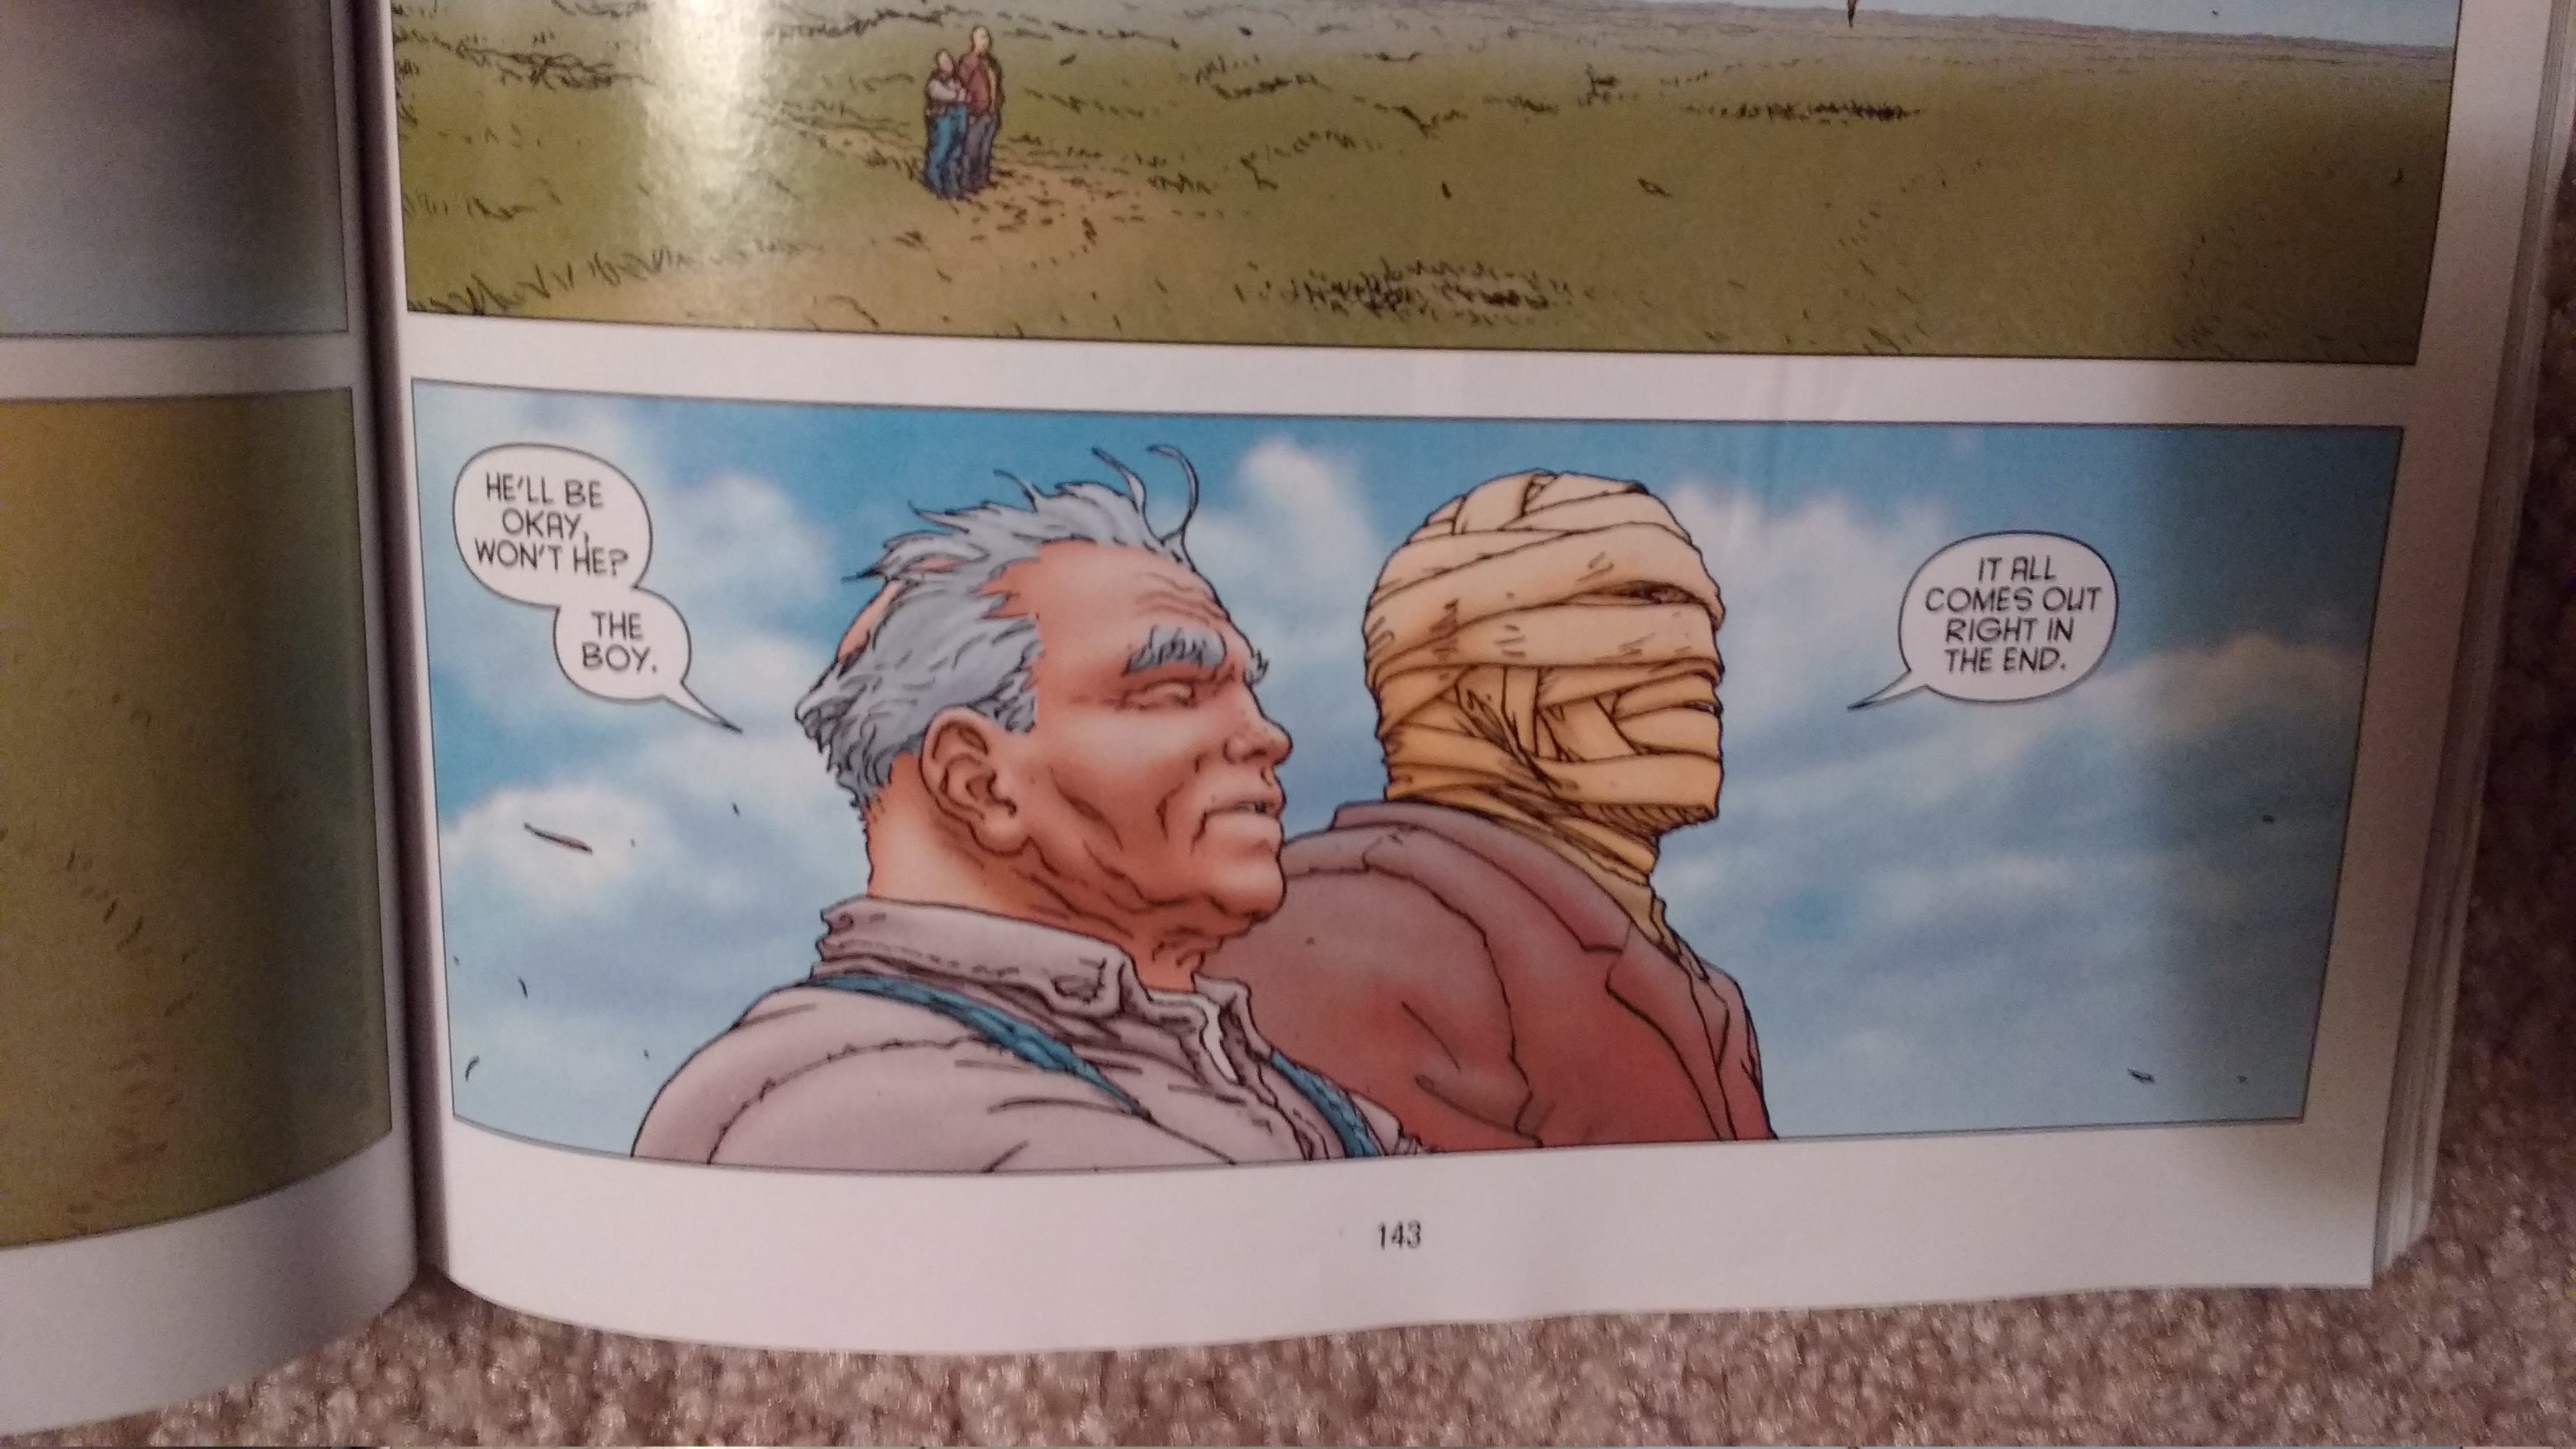 HE'LL BE
OKAY,
WON'T HE?
THE
BOY.
IT ALL
COMES OUT
RIGHT IN
THE END.
143